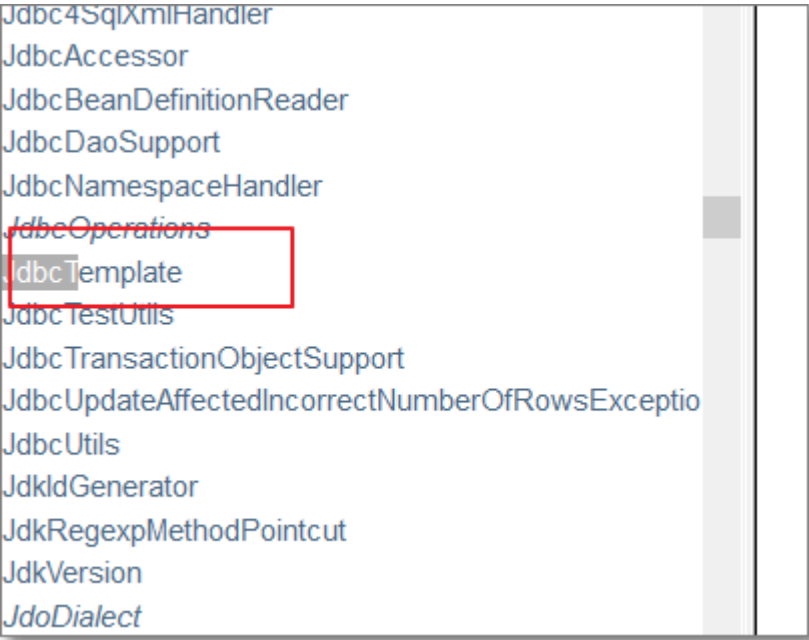 Jdbc4SqlXmlHandler
JdbcAccessor
JdbcBeanDefinitionReader
JdbcDaoSupport
JdbcNamespaceHandler
JdbcOperations
JdbcTemplate
JdbcTestUtils
JdbcTransactionObjectSupport
JdbcUpdateAffectedIncorrectNumberOfRowsExceptio
JdbcUtils
JdkIdGenerator
JdkRegexpMethodPointcut
JdkVersion
JdoDialect